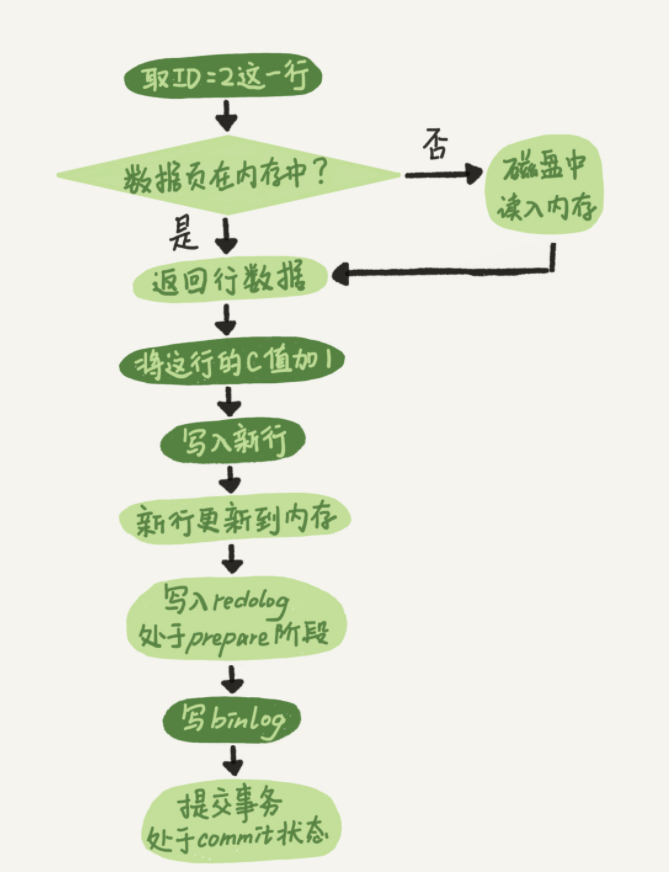 取ID=2这一行
数据页在内存中?
否
磁盘中
读入内存
是
返回行数据
将这行的C值加1
写入新行
新行更新到内存
写入redolog
处于prepare阶段
写binlog
提交事务
处于commit状态